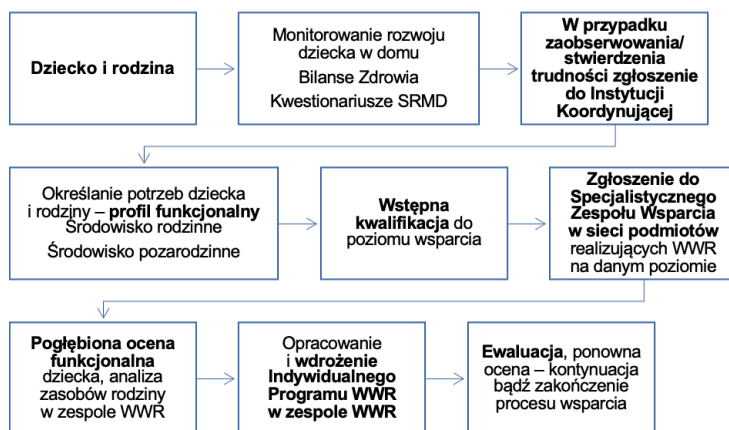 Dziecko i rodzina
Monitorowanie rozwoju
dziecka w domu
Bilanse Zdrowia
Kwestionariusze SRMD
W przypadku
zaobserwowania/
stwierdzenia
trudności zgłoszenie
do Instytucji
Koordynującej
Określanie potrzeb dziecka
i rodziny – profil funkcjonalny
Środowisko rodzinne
Środowisko pozarodzinne
Wstępna
kwalifikacja do
poziomu wsparcia
Zgłoszenie do
Specjalistycznego
Zespołu Wsparcia
w sieci podmiotów
realizujących WWR
na danym poziomie
Pogłębiona ocena
funkcjonalna
dziecka, analiza
zasobów rodziny
w zespole WWR
Opracowanie
i wdrożenie
Indywidualnego
Programu WWR
w zespole WWR
Ewaluacja, ponowna
ocena – kontynuacja
bądź zakończenie
procesu wsparcia